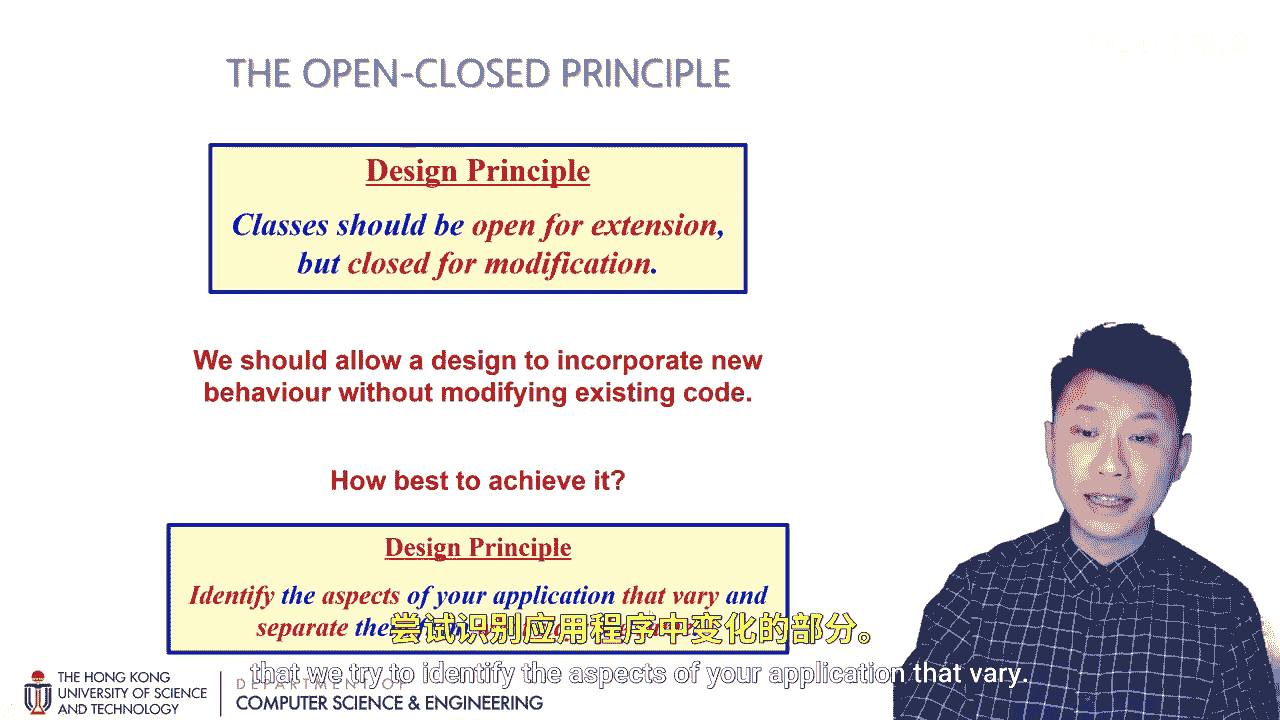 THE OPEN-CLOSED PRINCIPLE
Design Principle
Classes should be open for extension,
but closed for modification.
We should allow a design to incorporate new
behaviour without modifying existing code.
How best to achieve it?
Design Principle
Identify the aspects of your application that vary and
separate
尝试识别应用程序中变化的部分。
that we try to identify the aspects of your application that vary.
THE HONG KONG
UNIVERSITY OF SCIENCE
AND TECHNOLOGY
DEPARTMENT OF
COMPUTER SCIENCE & ENGINEERING